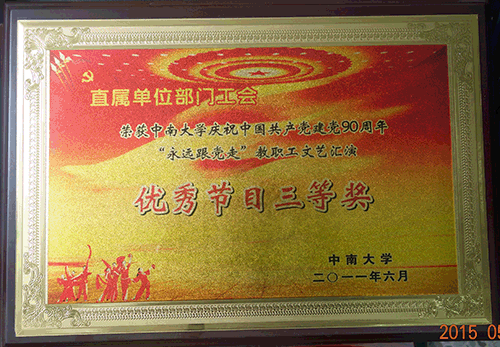 直属单位部门工会
荣获中南大学庆祝中国共产党建党90周年
“永远跟党走”教职工文艺汇演
优秀节目三等奖
中南大学
二〇一一年六月
2015